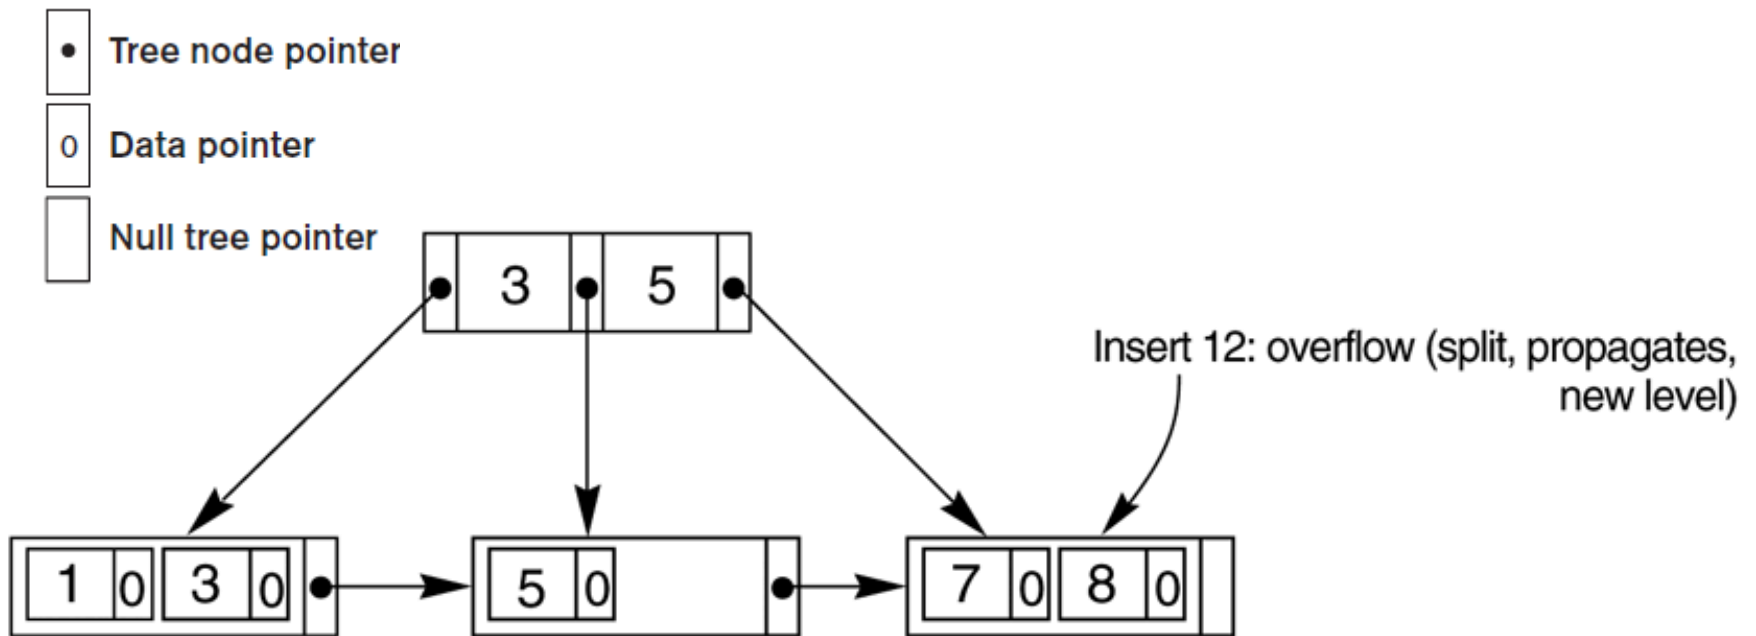 Tree node pointer
0 Data pointer
Null tree pointer
3 5
Insert 12: overflow (split, propagates,
new level)
1 0 3 0 5 0 7 0 8 0